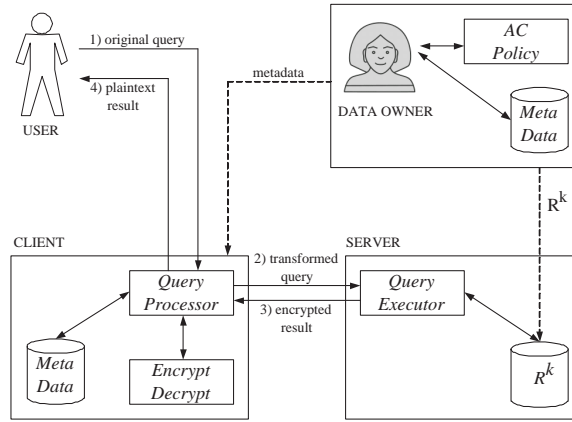 1) original query
4) plaintext
result
USER
metadata
DATA OWNER
AC
Policy
Meta
Data
R^k
CLIENT
Query
Processor
Meta
Data
Encrypt
Decrypt
2) transformed
query
3) encrypted
result
SERVER
Query
Executor
R^k